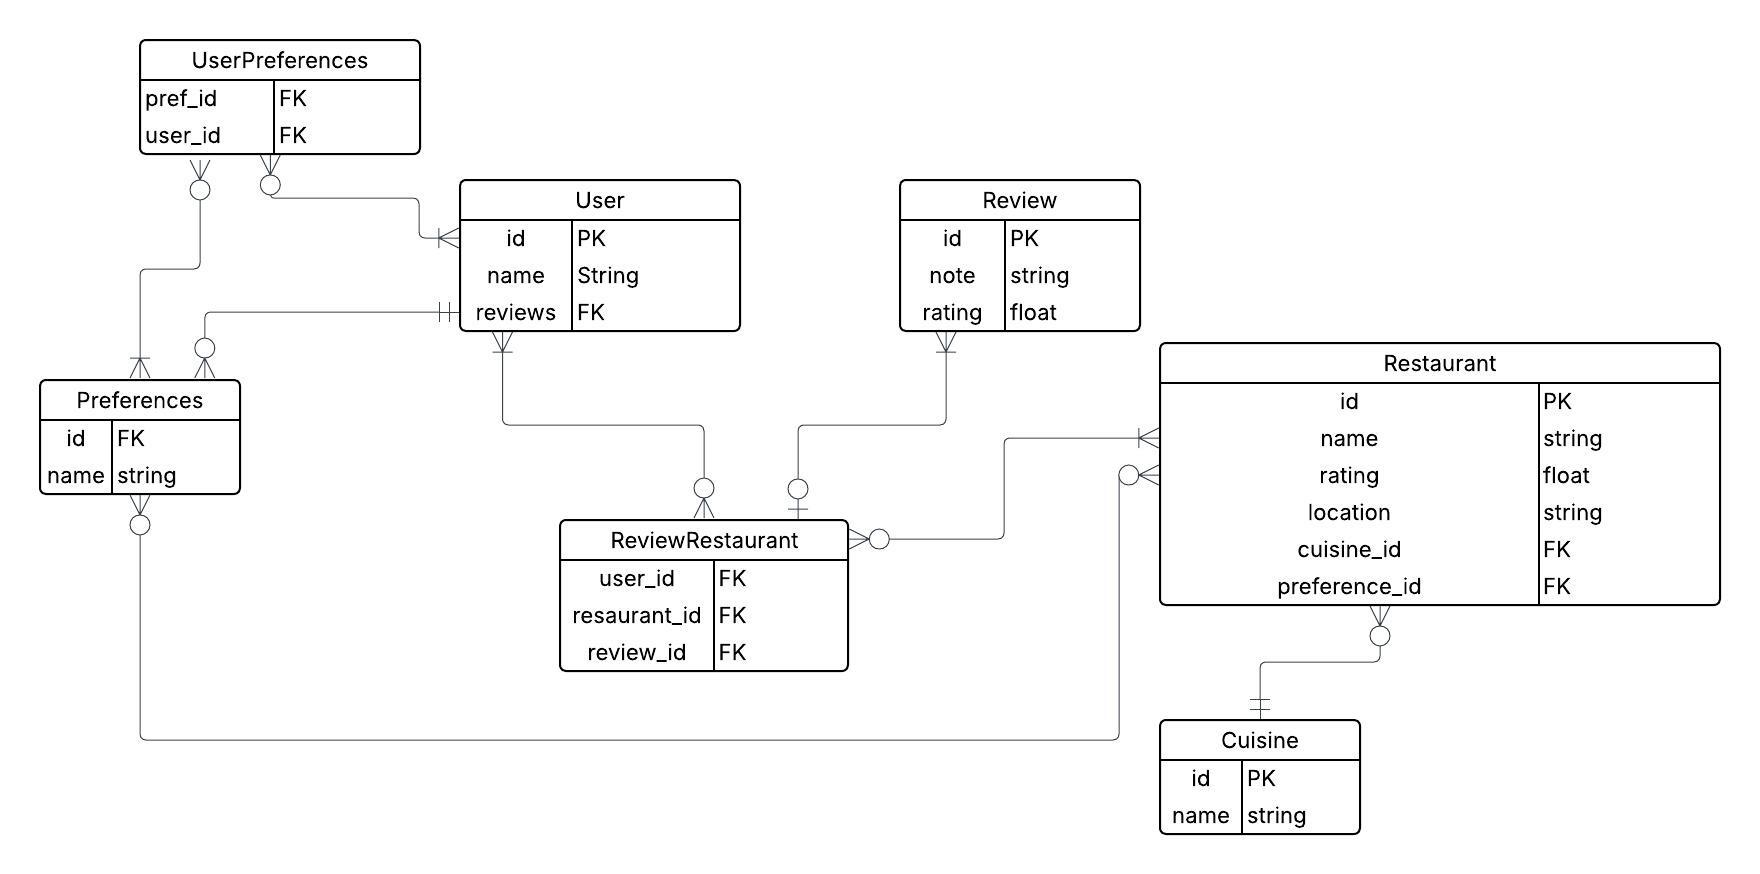 UserPreferences
pref_id FK
user_id FK
User
id PK
name String
reviews FK
Review
id PK
note string
rating float
Restaurant
id PK
name string
rating float
location string
cuisine_id FK
preference_id FK
Preferences
id FK
name string
ReviewRestaurant
user_id FK
resaurant_id FK
review_id FK
Cuisine
id PK
name string